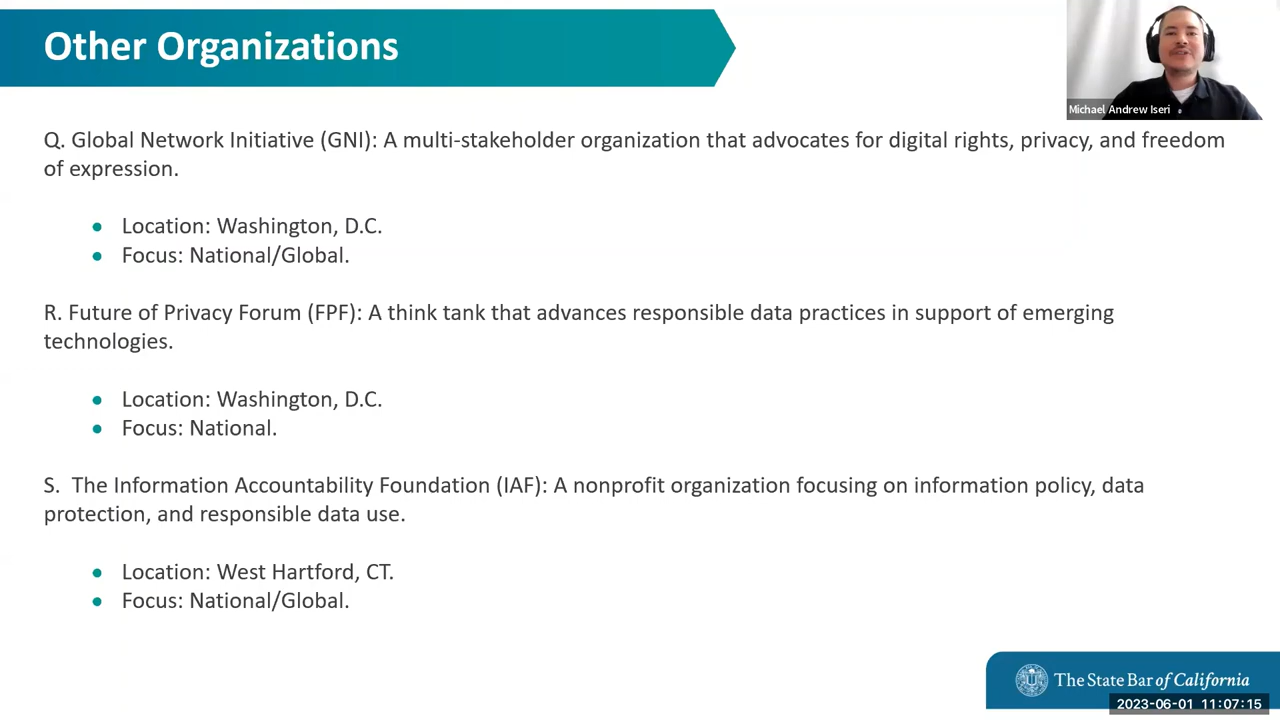 Other Organizations
Michael Andrew Iseri
Q. Global Network Initiative (GNI): A multi-stakeholder organization that advocates for digital rights, privacy, and freedom
of expression.
● Location: Washington, D.C.
● Focus: National/Global.
R. Future of Privacy Forum (FPF): A think tank that advances responsible data practices in support of emerging
technologies.
● Location: Washington, D.C.
● Focus: National.
S. The Information Accountability Foundation (IAF): A nonprofit organization focusing on information policy, data
protection, and responsible data use.
● Location: West Hartford, CT.
● Focus: National/Global.
The State Bar of California
2023-06-01 11:07:15